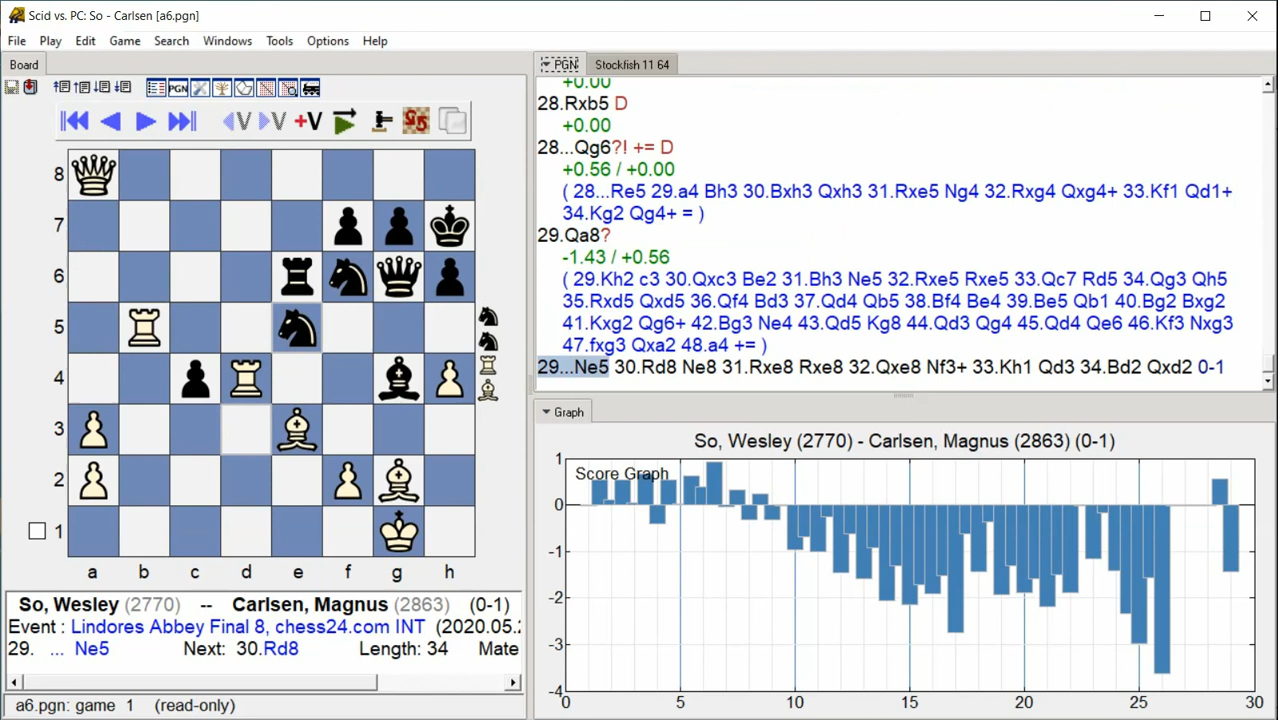 Scid vs. PC: So - Carlsen [a6.pgn]
File Play Edit Game Search Windows Tools Options Help
Board
PGN
+V
8
7
6
5
4
3
2
1
a b c d e f g h
So, Wesley (2770) -- Carlsen, Magnus (2863) (0-1)
Event : Lindores Abbey Final 8, chess24.com INT (2020.05.2
29. ... Ne5 Next: 30.Rd8 Length: 34 Mate
a6.pgn: game 1 (read-only)
PGN Stockfish 11 64
+0.00
28.Rxb5 D
+0.00
28...Qg6?! += D
+0.56 / +0.00
( 28...Re5 29.a4 Bh3 30.Bxh3 Qxh3 31.Rxe5 Ng4 32.Rxg4 Qxg4+ 33.Kf1 Qd1+
34.Kg2 Qg4+ = )
29.Qa8?
-1.43 / +0.56
( 29.Kh2 c3 30.Qxc3 Be2 31.Bh3 Ne5 32.Rxe5 Rxe5 33.Qc7 Rd5 34.Qg3 Qh5
35.Rxd5 Qxd5 36.Qf4 Bd3 37.Qd4 Qb5 38.Bf4 Be4 39.Be5 Qb1 40.Bg2 Bxg2
41.Kxg2 Qg6+ 42.Bg3 Ne4 43.Qd5 Kg8 44.Qd3 Qg4 45.Qd4 Qe6 46.Kf3 Nxg3
47.fxg3 Qxa2 48.a4 += )
29...Ne5 30.Rd8 Ne8 31.Rxe8 Rxe8 32.Qxe8 Nf3+ 33.Kh1 Qd3 34.Bd2 Qxd2 0-1
Graph
So, Wesley (2770) - Carlsen, Magnus (2863) (0-1)
Score Graph
1
0
-1
-2
-3
-4
0 5 10 15 20 25 30